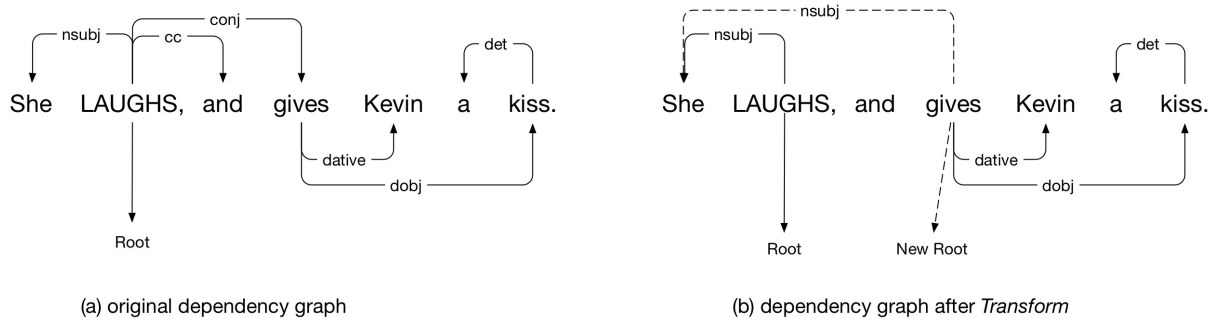 conj
nsubj
cc
det
She LAUGHS, and gives Kevin a kiss.
dative
dobj
Root
(a) original dependency graph
nsubj
nsubj
det
She LAUGHS, and gives Kevin a kiss.
dative
dobj
Root
New Root
(b) dependency graph after Transform